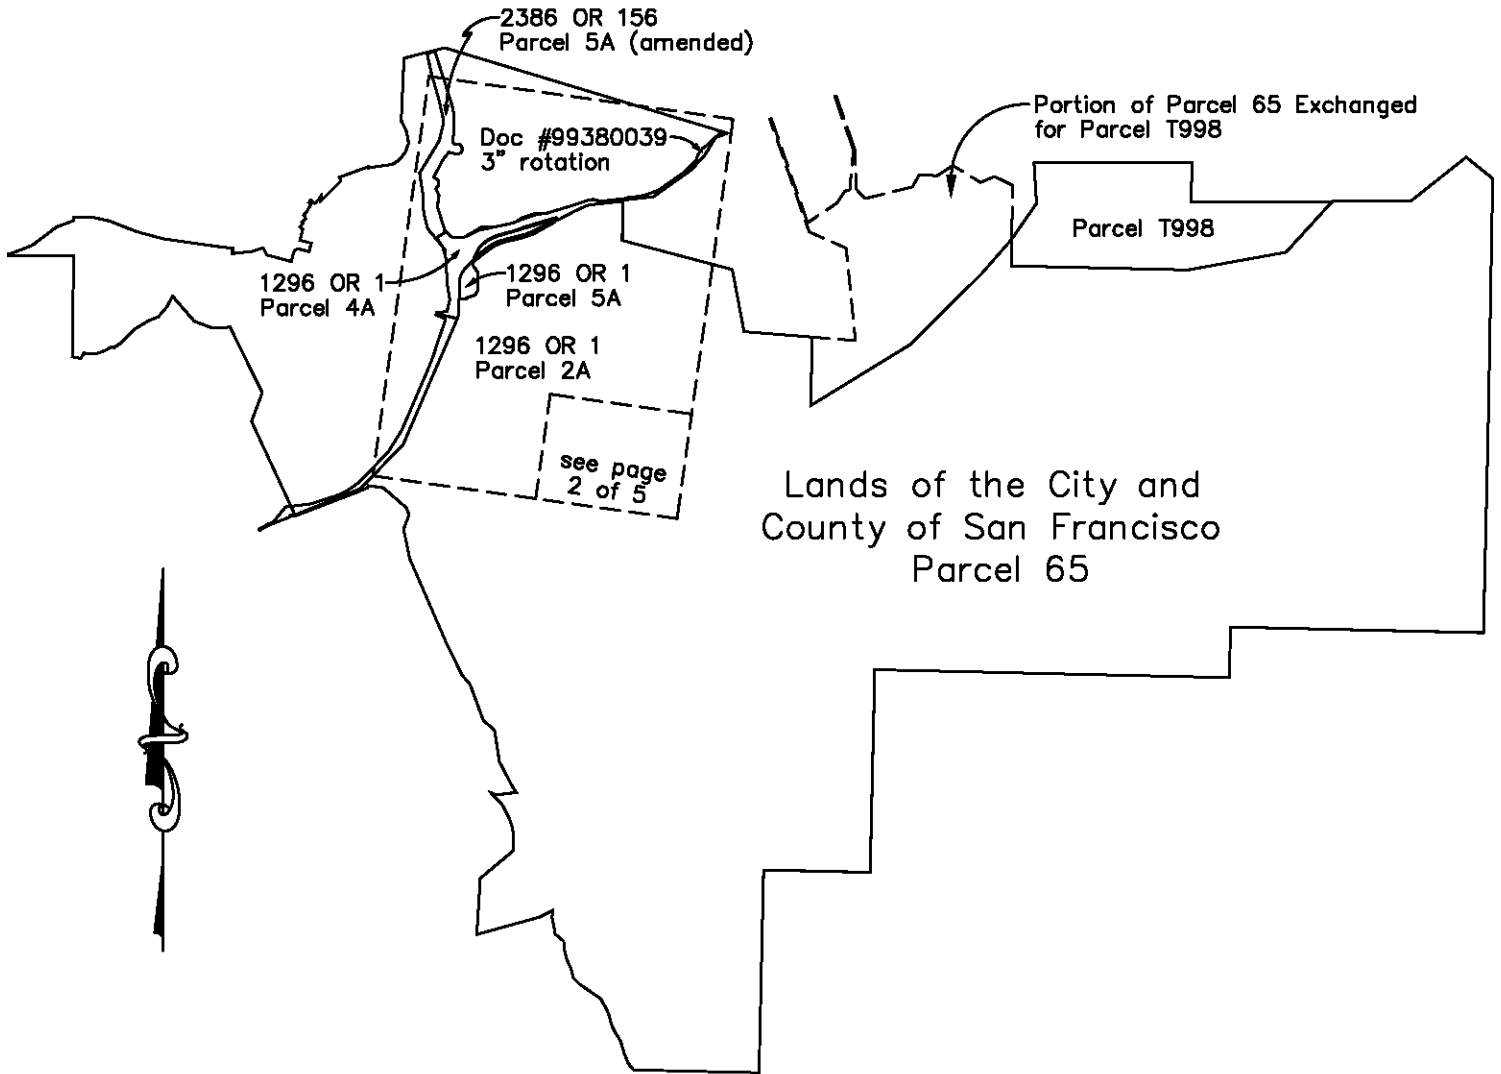 2386 OR 156
Parcel 5A (amended)
Portion of Parcel 65 Exchanged
for Parcel T998
Doc #99380039
3" rotation
Parcel T998
1296 OR 1
Parcel 4A
1296 OR 1
Parcel 5A
1296 OR 1
Parcel 2A
see page
2 of 5
Lands of the City and
County of San Francisco
Parcel 65